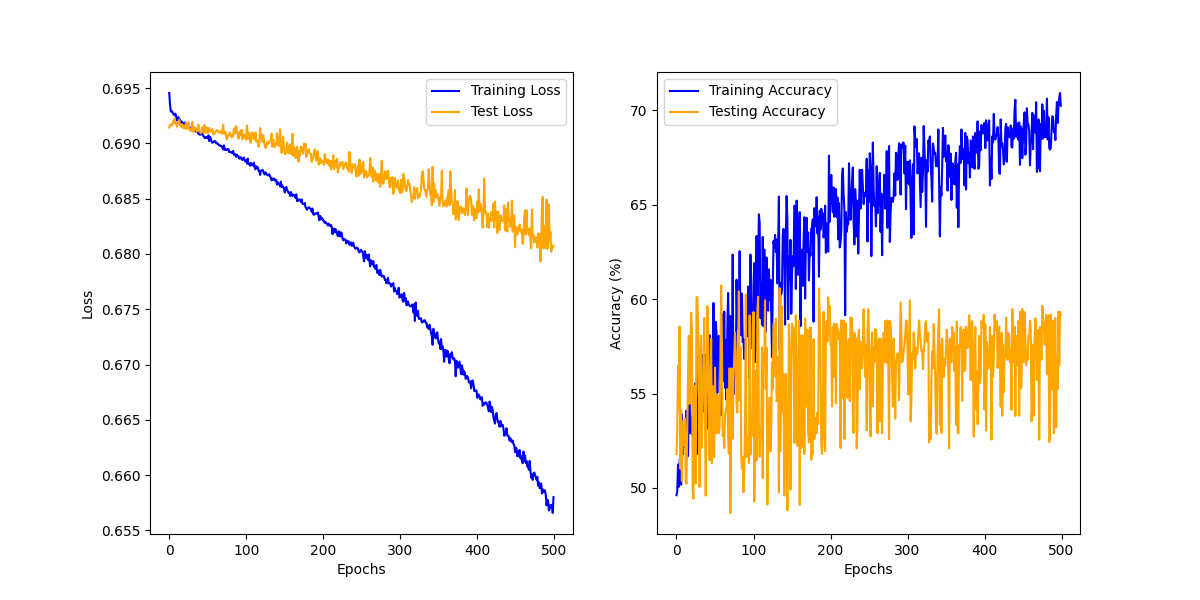 Training Loss
Test Loss
0.695
0.690
0.685
0.680
0.675
0.670
0.665
0.660
0.655
Loss
0 100 200 300 400 500
Epochs
Training Accuracy
Testing Accuracy
70
65
60
55
50
Accuracy (%)
0 100 200 300 400 500
Epochs